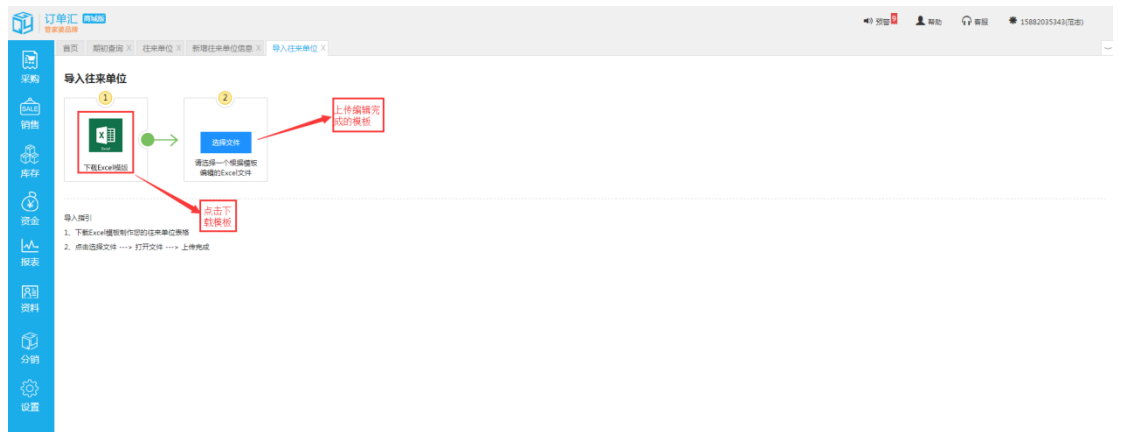 订单汇 商城版
管家婆品牌
预警 9 帮助 客服 15882035343(范志)
首页 期初查询 X 往来单位 X 新增往来单位信息 X 导入往来单位 X
采购
SALE
销售
库存
资金
报表
资料
分销
设置
导入往来单位
1
2
Excel
下载Excel模版
选择文件
请选择一个根据模板
编辑的Excel文件
上传编辑完
成的模板
点击下
载模板
导入指引
1、下载Excel模板制作您的往来单位表格
2、点击选择文件 ---> 打开文件 ---> 上传完成